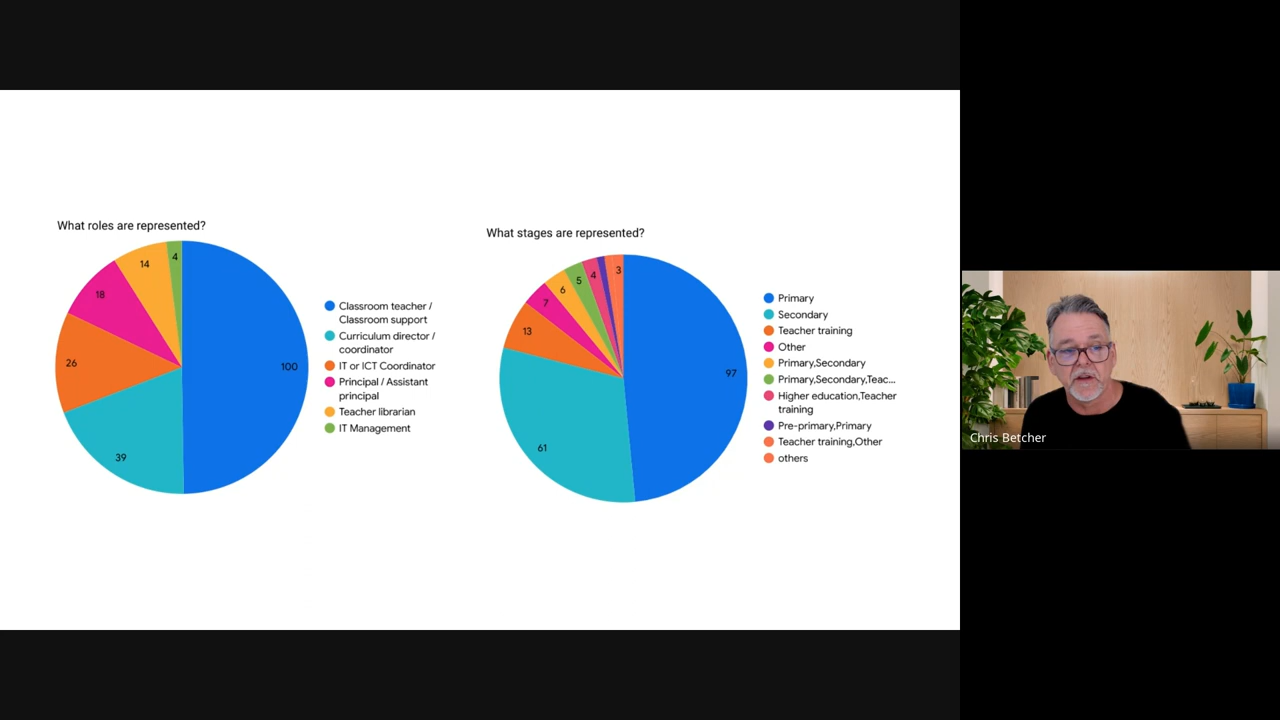 What roles are represented?
4
14
18
26
39
100
Classroom teacher /
Classroom support
Curriculum director /
coordinator
IT or ICT Coordinator
Principal / Assistant
principal
Teacher librarian
IT Management
What stages are represented?
3
4
5
6
7
13
61
97
Primary
Secondary
Teacher training
Other
Primary,Secondary
Primary,Secondary,Teac...
Higher education,Teacher
training
Pre-primary,Primary
Teacher training,Other
others
Chris Betcher